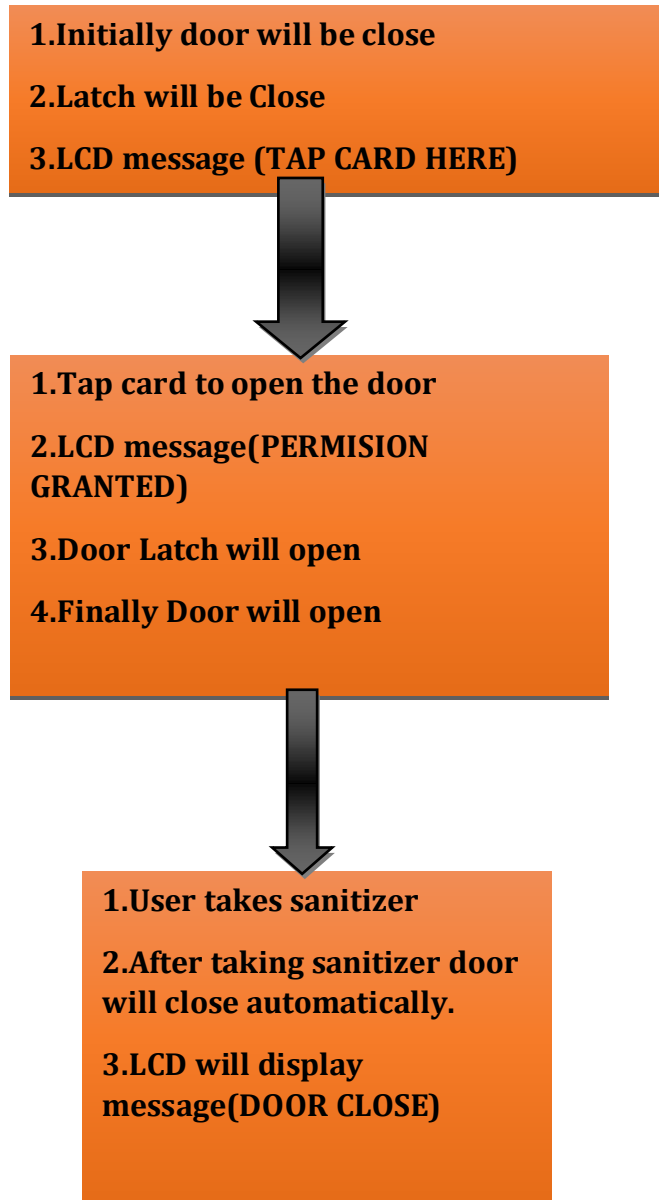 1.Initially door will be close
2.Latch will be Close
3.LCD message (TAP CARD HERE)
1.Tap card to open the door
2.LCD message(PERMISION
GRANTED)
3.Door Latch will open
4.Finally Door will open
1.User takes sanitizer
2.After taking sanitizer door
will close automatically.
3.LCD will display
message(DOOR CLOSE)